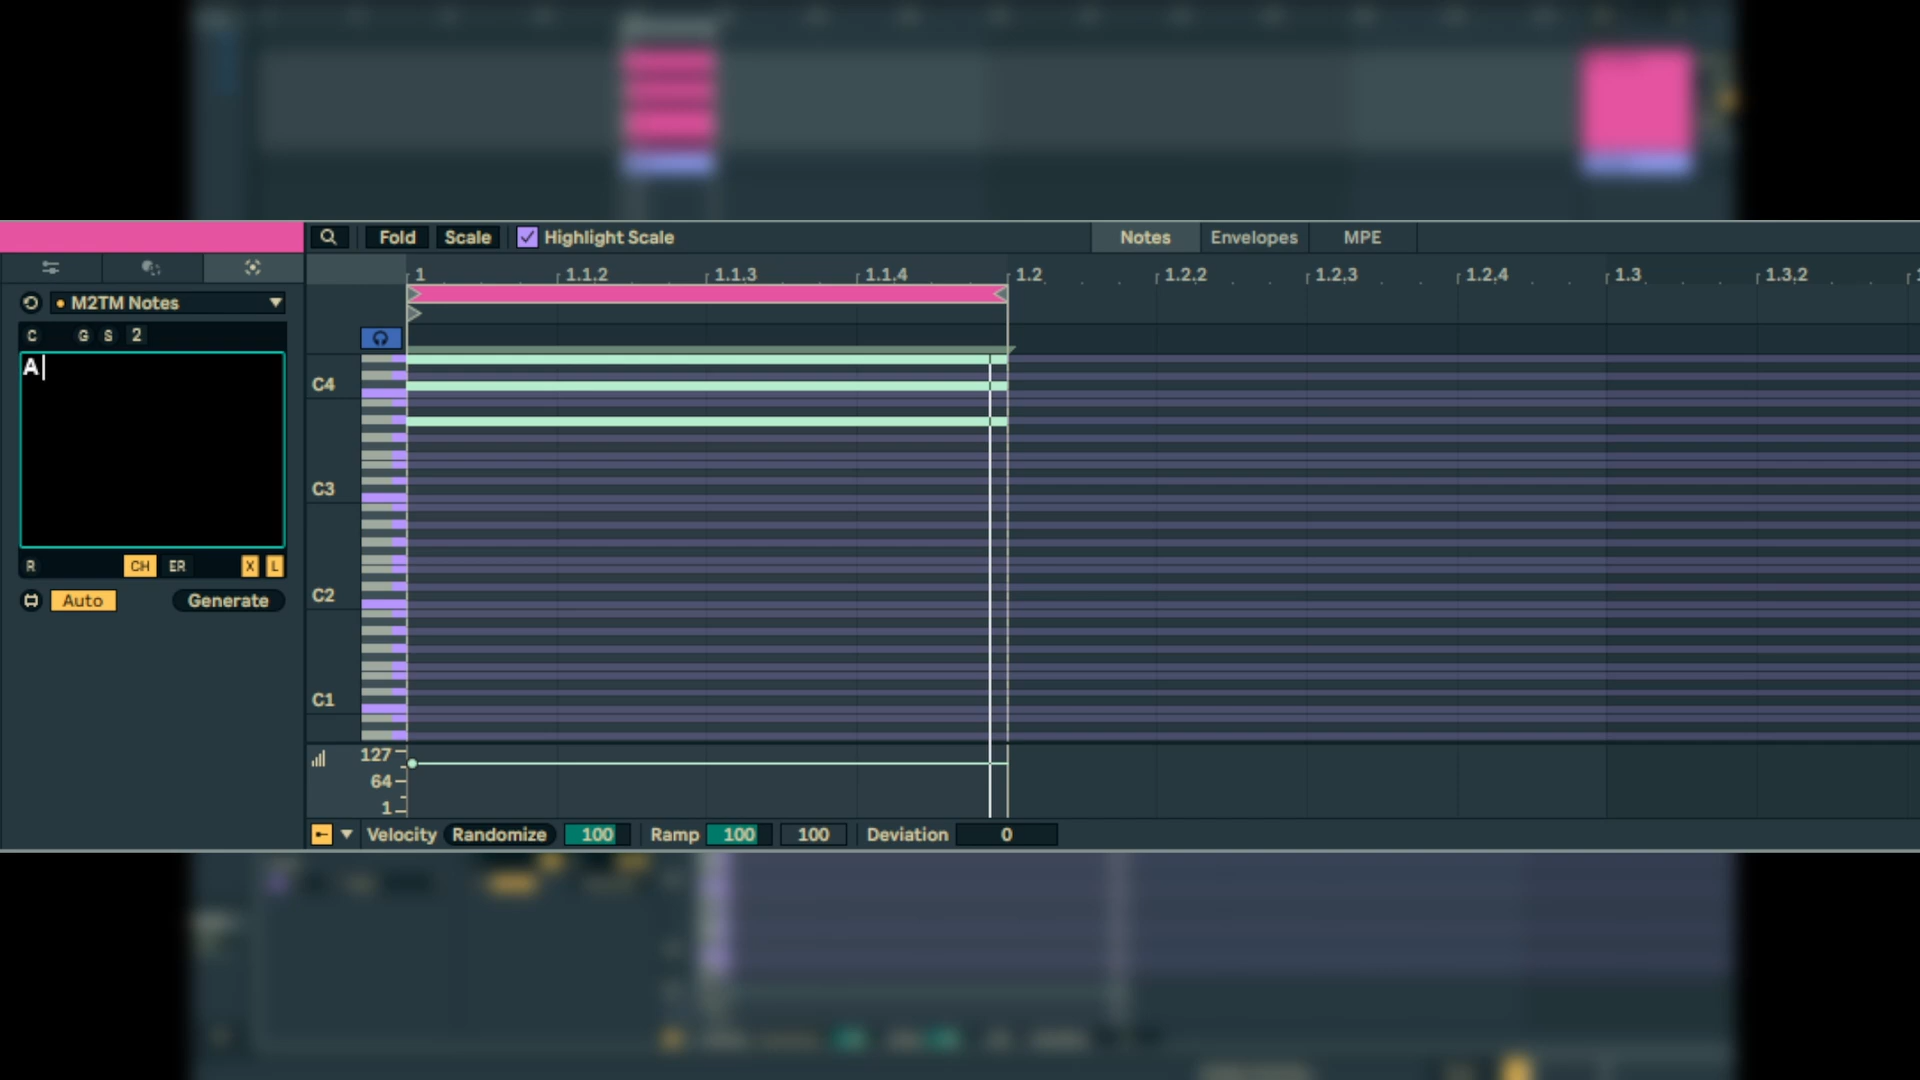 Fold Scale Highlight Scale Notes Envelopes MPE
1 1.1.2 1.1.3 1.1.4 1.2 1.2.2 1.2.3 1.2.4 1.3 1.3.2
M2TM Notes
C G S 2
A
C4
C3
C2
C1
R CH ER X L
Auto Generate
127
64
1
Velocity Randomize 100 Ramp 100 100 Deviation 0